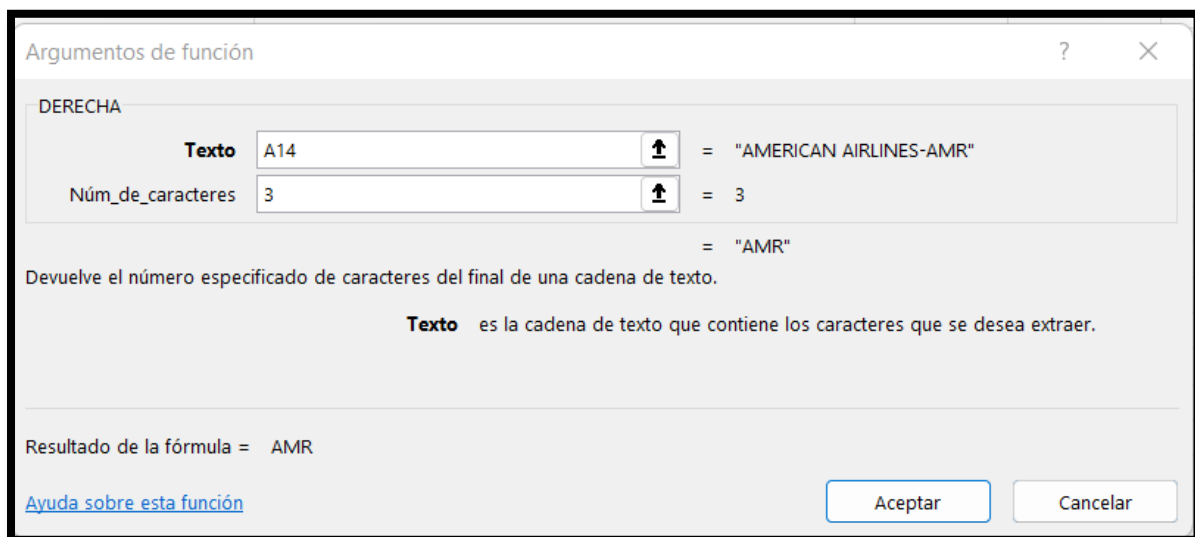 Argumentos de función ? ×
DERECHA
Texto A14 = "AMERICAN AIRLINES-AMR"
Núm_de_caracteres 3 = 3
= "AMR"
Devuelve el número especificado de caracteres del final de una cadena de texto.
Texto es la cadena de texto que contiene los caracteres que se desea extraer.
Resultado de la fórmula = AMR
Ayuda sobre esta función Aceptar Cancelar